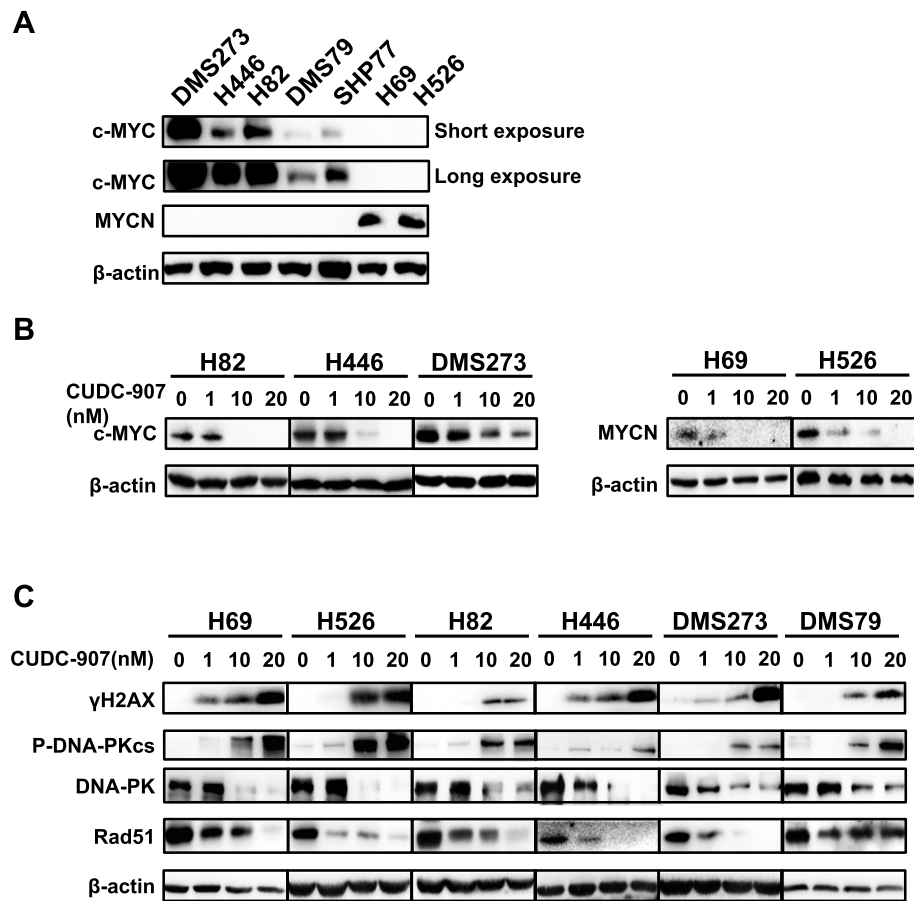 A
DMS273 H446 H82 DMS79 SHP77 H69 H526
c-MYC Short exposure
c-MYC Long exposure
MYCN
β-actin
B
H82 H446 DMS273 H69 H526
CUDC-907 (nM) 0 1 10 20 0 1 10 20 0 1 10 20 0 1 10 20 0 1 10 20
c-MYC MYCN
β-actin β-actin
C
H69 H526 H82 H446 DMS273 DMS79
CUDC-907(nM) 0 1 10 20 0 1 10 20 0 1 10 20 0 1 10 20 0 1 10 20 0 1 10 20
γH2AX
P-DNA-PKcs
DNA-PK
Rad51
β-actin